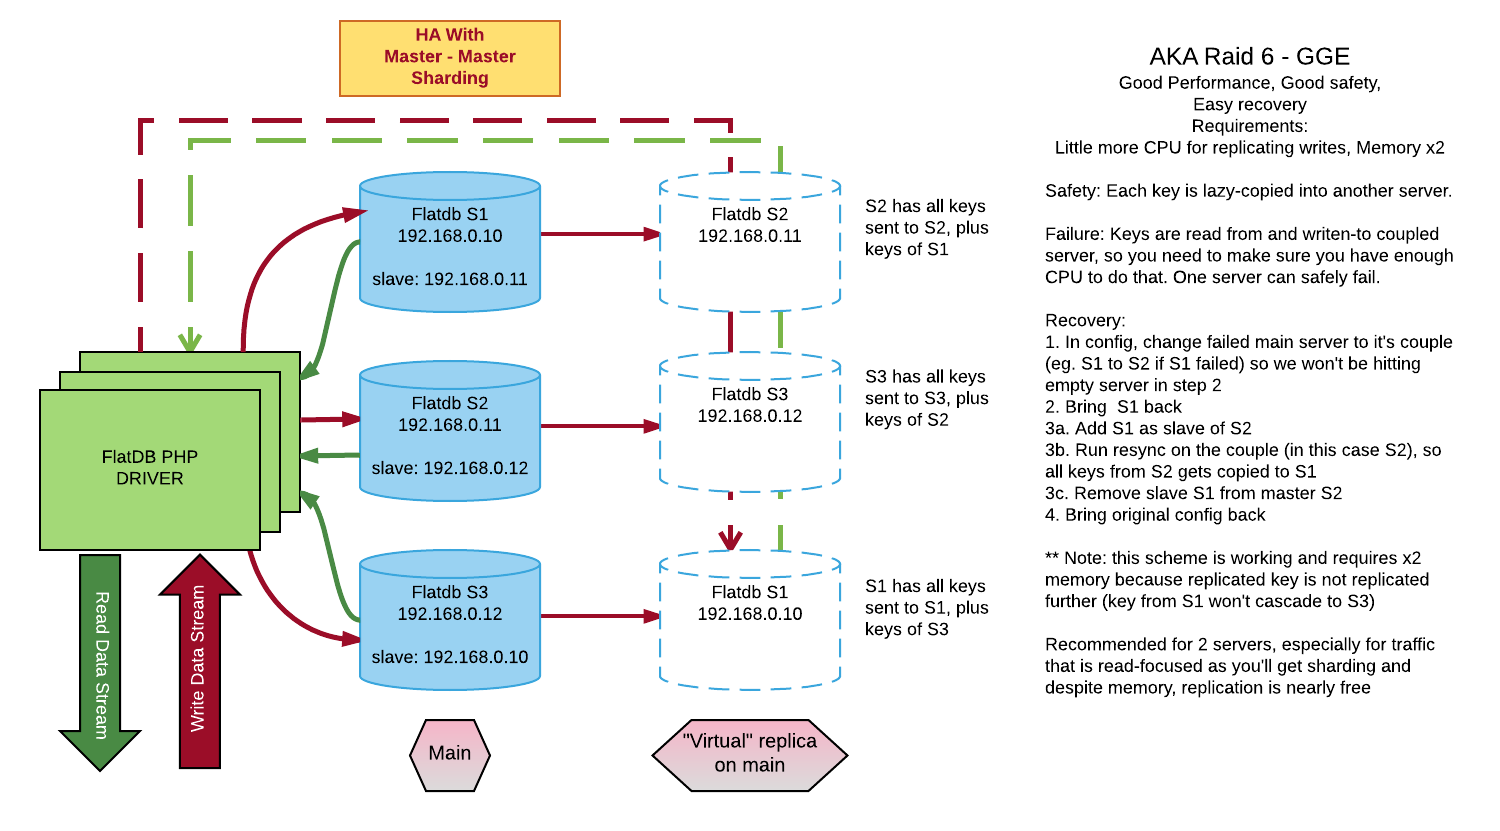 HA With
Master - Master
Sharding
AKA Raid 6 - GGE
Good Performance, Good safety,
Easy recovery
Requirements:
Little more CPU for replicating writes, Memory x2
Safety: Each key is lazy-copied into another server.
Failure: Keys are read from and writen-to coupled
server, so you need to make sure you have enough
CPU to do that. One server can safely fail.
Recovery:
1. In config, change failed main server to it's couple
(eg. S1 to S2 if S1 failed) so we won't be hitting
empty server in step 2
2. Bring  S1 back
3a. Add S1 as slave of S2
3b. Run resync on the couple (in this case S2), so
all keys from S2 gets copied to S1
3c. Remove slave S1 from master S2
4. Bring original config back
** Note: this scheme is working and requires x2
memory because replicated key is not replicated
further (key from S1 won't cascade to S3)
Recommended for 2 servers, especially for traffic
that is read-focused as you'll get sharding and
despite memory, replication is nearly free
Flatdb S1
192.168.0.10
slave: 192.168.0.11
Flatdb S2
192.168.0.11
S2 has all keys
sent to S2, plus
keys of S1
Flatdb S2
192.168.0.11
slave: 192.168.0.12
Flatdb S3
192.168.0.12
S3 has all keys
sent to S3, plus
keys of S2
FlatDB PHP
DRIVER
Flatdb S3
192.168.0.12
slave: 192.168.0.10
Flatdb S1
192.168.0.10
S1 has all keys
sent to S1, plus
keys of S3
Read Data Stream
Write Data Stream
Main
"Virtual" replica
on main